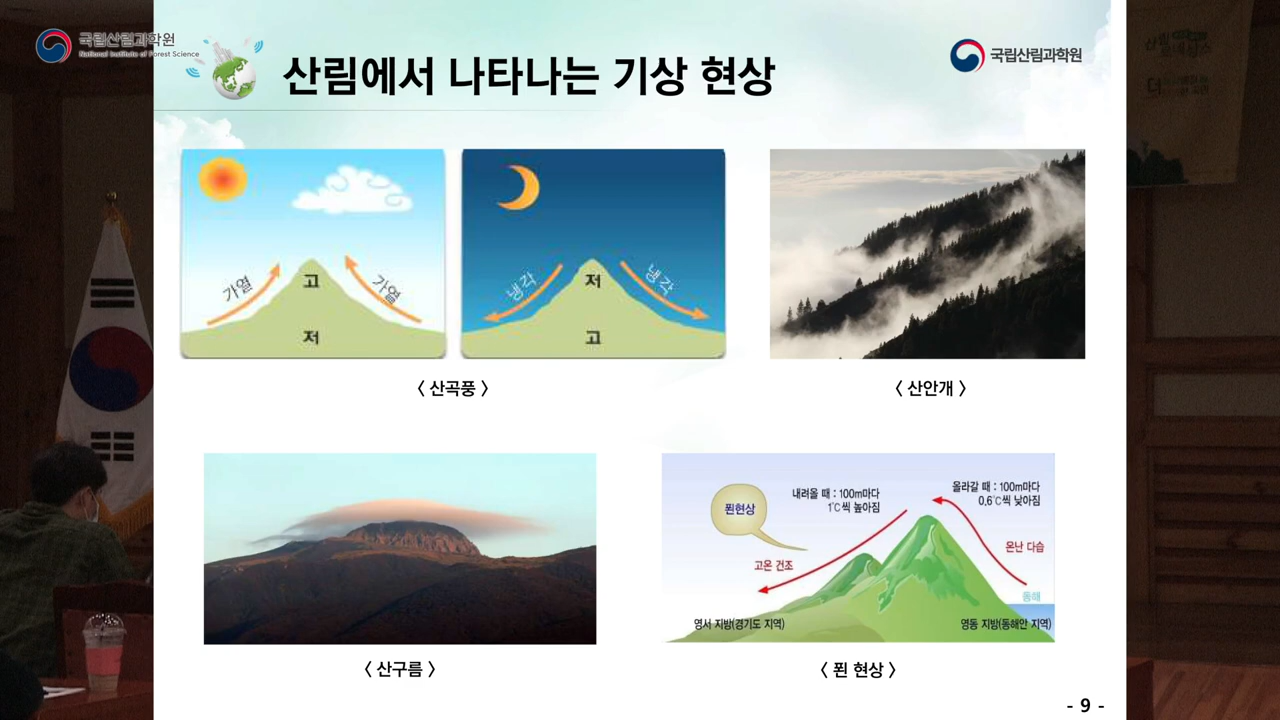 국립산림과학원
National Institute of Forest Science
산림에서 나타나는 기상 현상
국립산림과학원
가열
고
가열
저
냉각
저
냉각
고
〈 산곡풍 〉
〈 산안개 〉
〈 산구름 〉
푄현상
내려올 때 : 100m마다
1℃씩 높아짐
올라갈 때 : 100m마다
0.6℃씩 낮아짐
고온 건조
온난 다습
동해
영서 지방(경기도 지역)
영동 지방(동해안 지역)
〈 푄 현상 〉
- 9 -